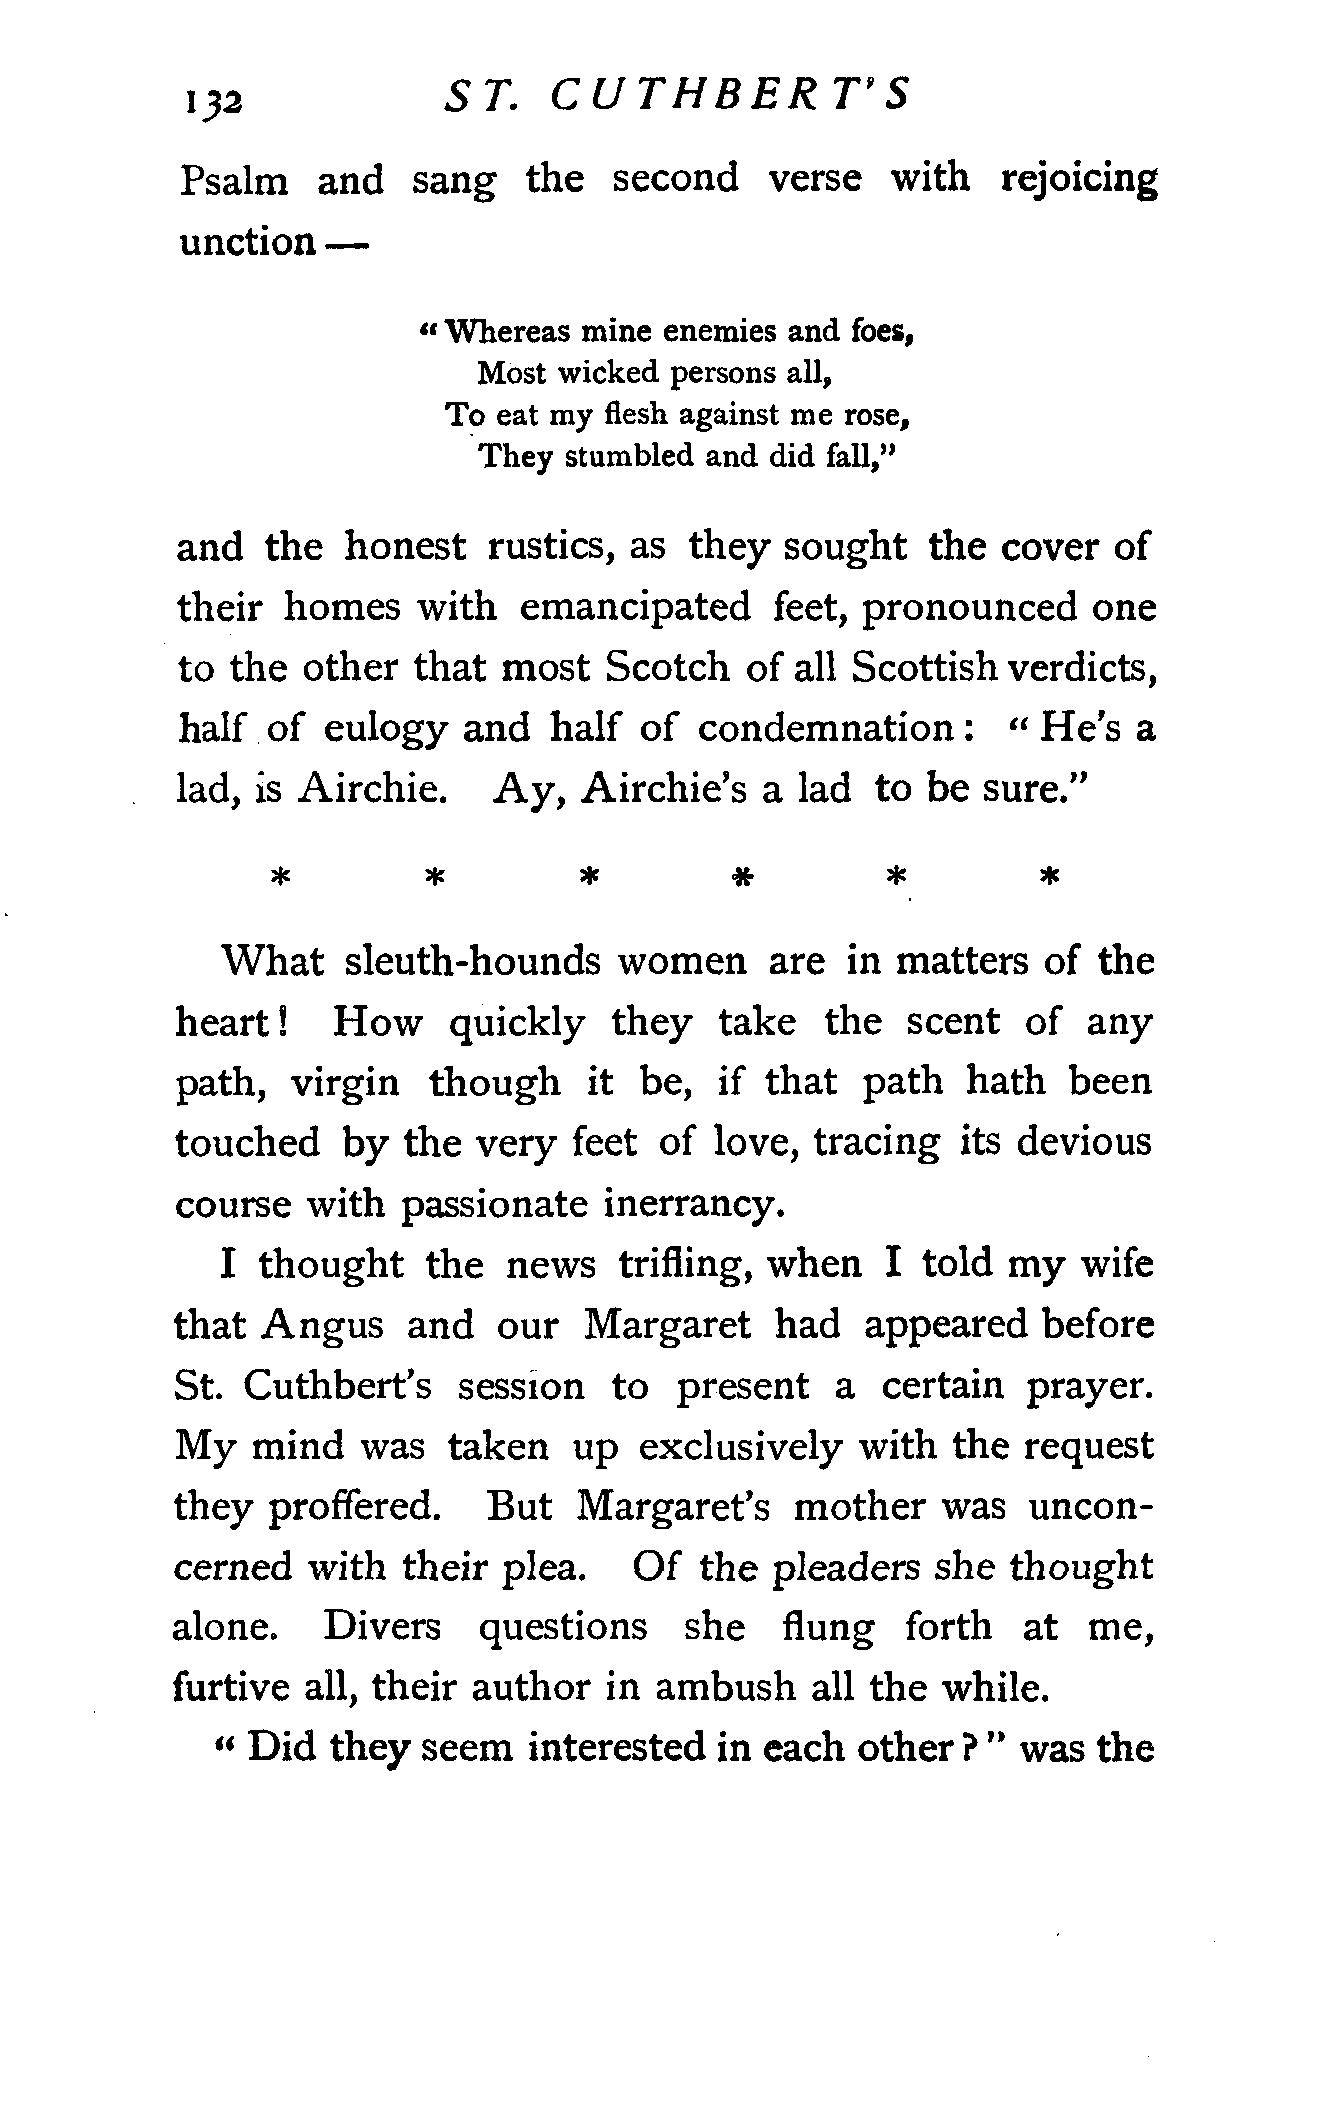 132 ST. CUTHBERT'S
Psalm and sang the second verse with rejoicing
unction —
"Whereas mine enemies and foes,
Most wicked persons all,
To eat my flesh against me rose,
They stumbled and did fall,"
and the honest rustics, as they sought the cover of
their homes with emancipated feet, pronounced one
to the other that most Scotch of all Scottish verdicts,
half of eulogy and half of condemnation: "He's a
lad, is Airchie. Ay, Airchie's a lad to be sure."
* * * * * *
What sleuth-hounds women are in matters of the
heart! How quickly they take the scent of any
path, virgin though it be, if that path hath been
touched by the very feet of love, tracing its devious
course with passionate inerrancy.
I thought the news trifling, when I told my wife
that Angus and our Margaret had appeared before
St. Cuthbert's session to present a certain prayer.
My mind was taken up exclusively with the request
they proffered. But Margaret's mother was uncon-
cerned with their plea. Of the pleaders she thought
alone. Divers questions she flung forth at me,
furtive all, their author in ambush all the while.
"Did they seem interested in each other?" was the